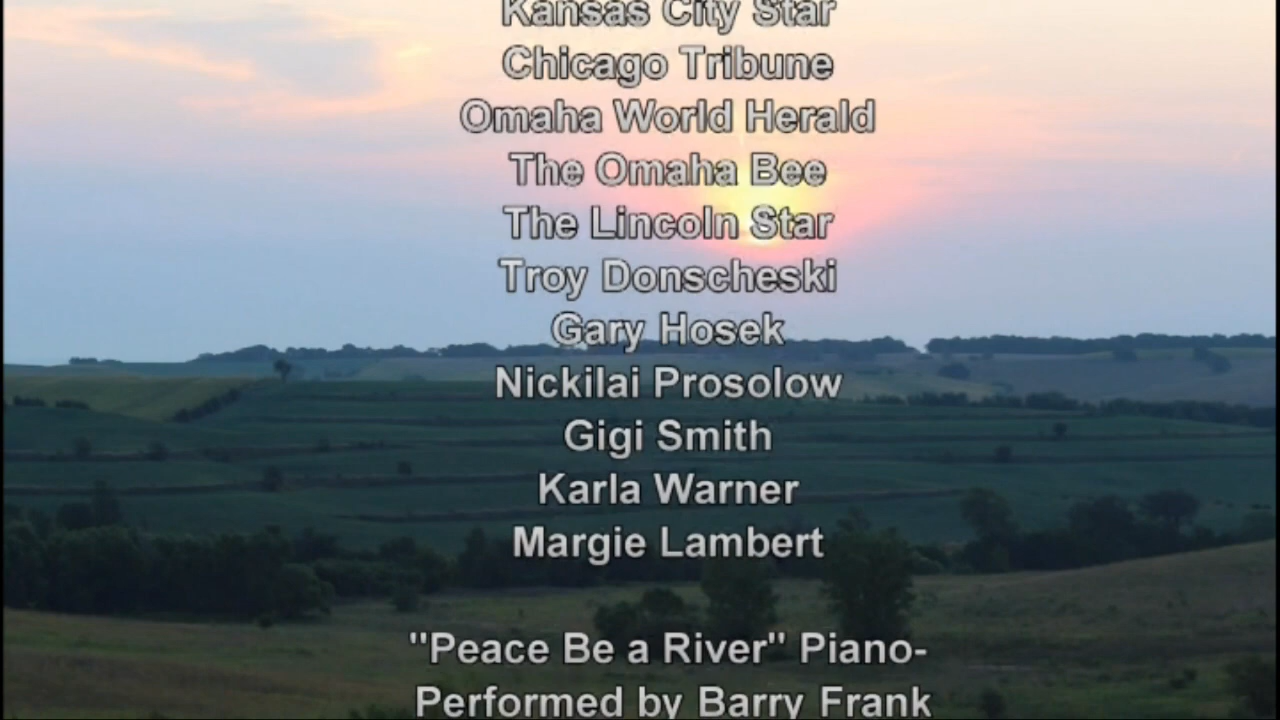 Kansas City Star
Chicago Tribune
Omaha World Herald
The Omaha Bee
The Lincoln Star
Troy Donscheski
Gary Hosek
Nickilai Prosolow
Gigi Smith
Karla Warner
Margie Lambert
"Peace Be a River" Piano-
Performed by Barry Frank